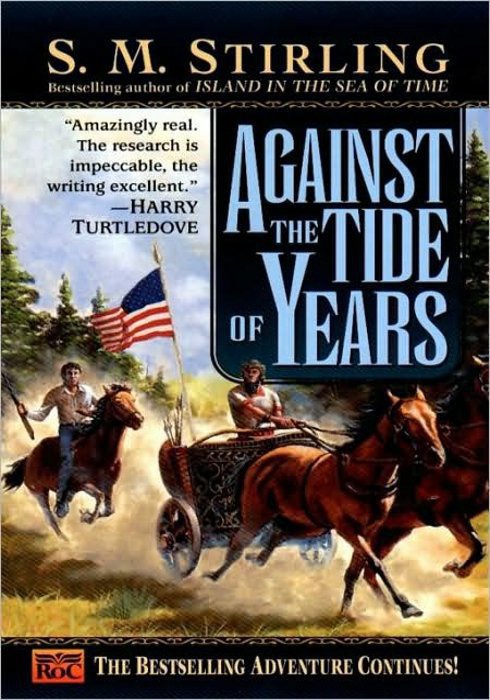 S. M. STIRLING
Bestselling author of ISLAND IN THE SEA OF TIME
"Amazingly real.
The research is
impeccable, the
writing excellent."
—HARRY
TURTLEDOVE
AGAINST
THE TIDE
OF YEARS
ROC
THE BESTSELLING ADVENTURE CONTINUES!